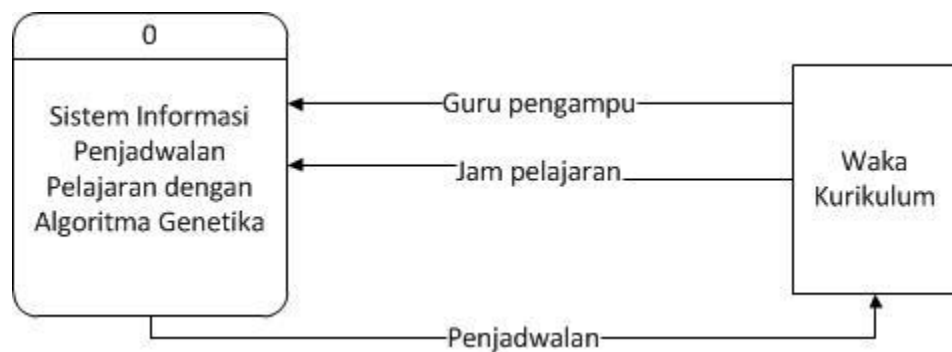 0
Sistem Informasi
Penjadwalan
Pelajaran dengan
Algoritma Genetika
Guru pengampu
Jam pelajaran
Waka
Kurikulum
Penjadwalan